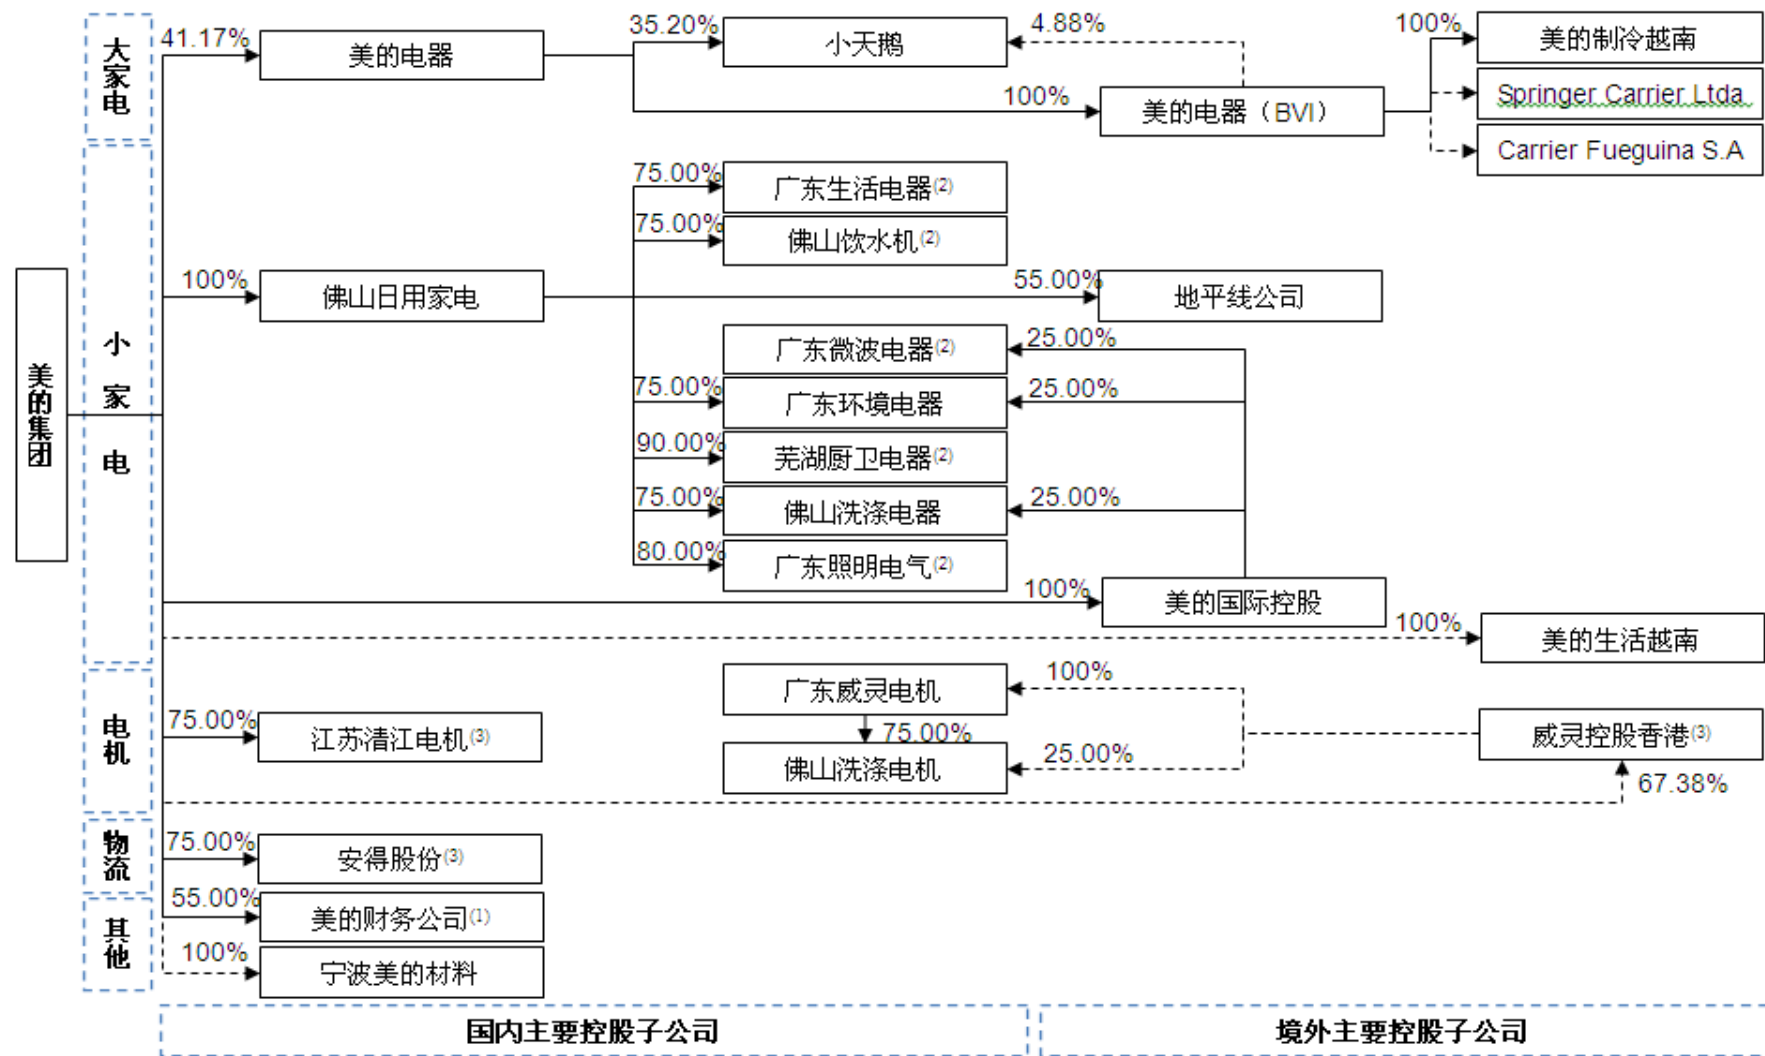 大家电
41.17%
美的电器
35.20%
小天鹅
4.88%
100%
美的制冷越南
100%
美的电器（BVI）
Springer Carrier Ltda
Carrier Fueguina S.A
美的集团
小家电
75.00%
广东生活电器(2)
75.00%
佛山饮水机(2)
100%
佛山日用家电
55.00%
地平线公司
广东微波电器(2)
25.00%
75.00%
广东环境电器
25.00%
90.00%
芜湖厨卫电器(2)
75.00%
佛山洗涤电器
25.00%
80.00%
广东照明电气(2)
100%
美的国际控股
100%
美的生活越南
电机
75.00%
江苏清江电机(3)
广东威灵电机
100%
75.00%
佛山洗涤电机
25.00%
威灵控股香港(3)
67.38%
物流
75.00%
安得股份(3)
其他
55.00%
美的财务公司(1)
100%
宁波美的材料
国内主要控股子公司
境外主要控股子公司